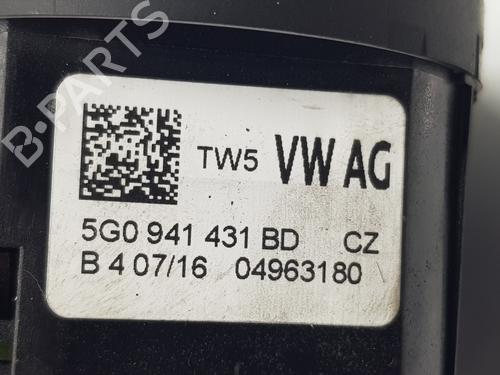 B-PARTS
TW5 VW AG
5G0 941 431 BD CZ
B 4 07/16 04963180